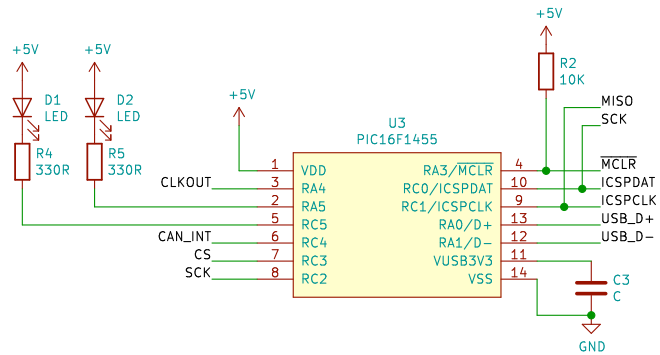 +5V
+5V
+5V
D1
LED
D2
LED
R2
10K
+5V
MISO
SCK
R4
330R
R5
330R
U3
PIC16F1455
1 VDD RA3/MCLR 4 MCLR
CLKOUT 3 RA4 RC0/ICSPDAT 10 ICSPDAT
2 RA5 RC1/ICSPCLK 9 ICSPCLK
5 RC5 RA0/D+ 13 USB_D+
CAN_INT 6 RC4 RA1/D- 12 USB_D-
CS 7 RC3 VUSB3V3 11
SCK 8 RC2 VSS 14
C3
C
GND